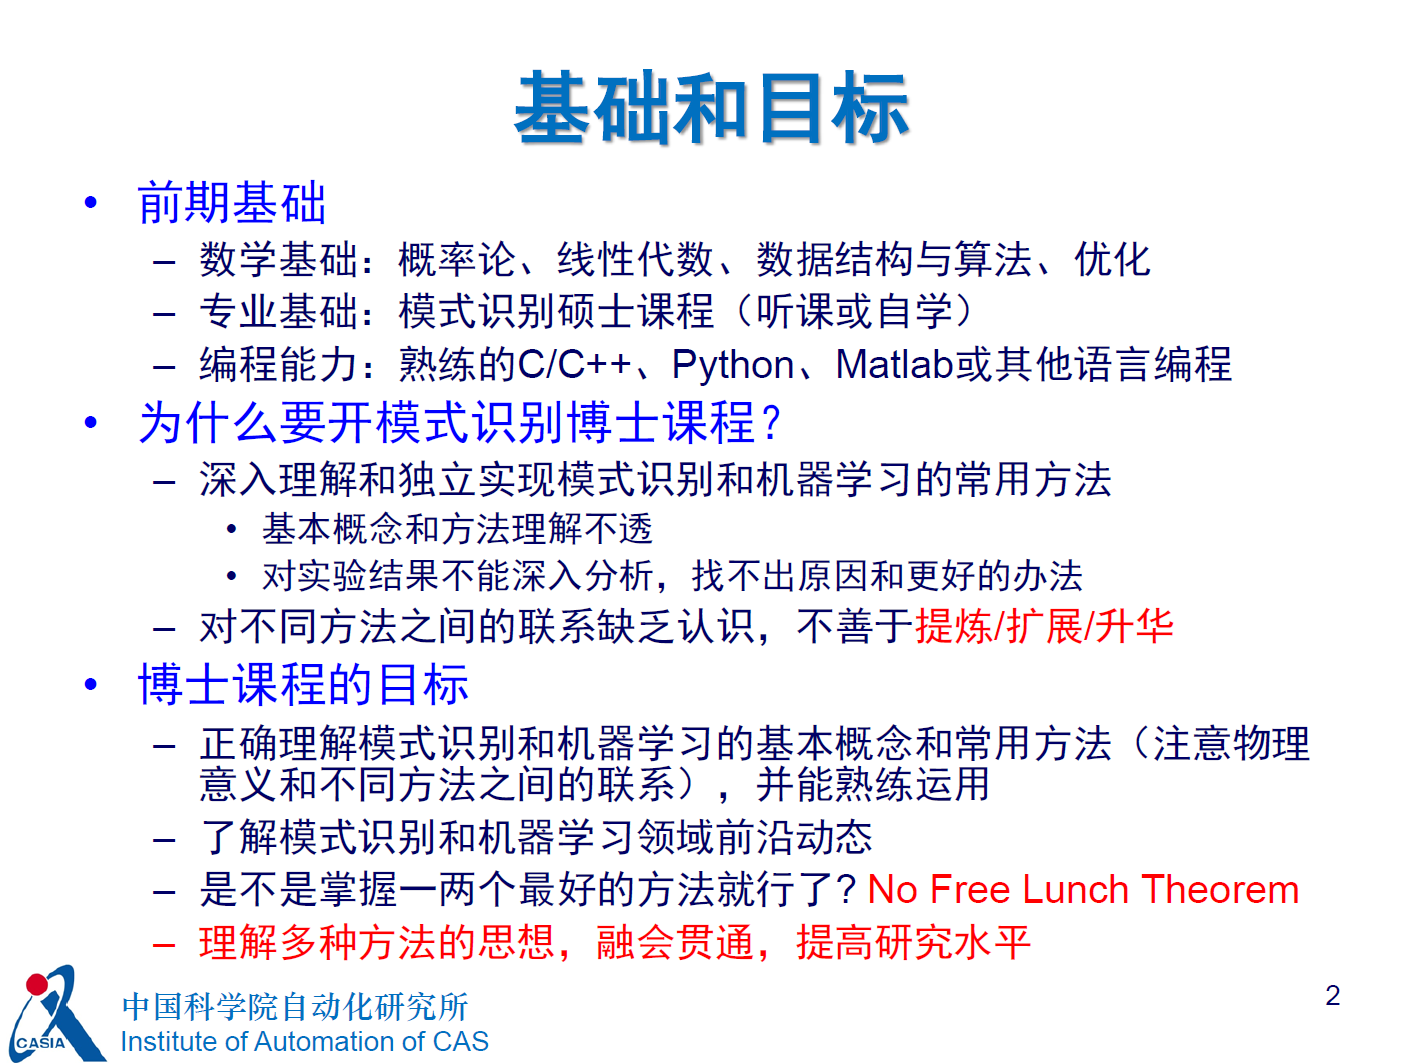 基础和目标
• 前期基础
– 数学基础：概率论、线性代数、数据结构与算法、优化
– 专业基础：模式识别硕士课程（听课或自学）
– 编程能力：熟练的C/C++、Python、Matlab或其他语言编程
• 为什么要开模式识别博士课程？
– 深入理解和独立实现模式识别和机器学习的常用方法
• 基本概念和方法理解不透
• 对实验结果不能深入分析，找不出原因和更好的办法
– 对不同方法之间的联系缺乏认识，不善于提炼/扩展/升华
• 博士课程的目标
– 正确理解模式识别和机器学习的基本概念和常用方法（注意物理
意义和不同方法之间的联系），并能熟练运用
– 了解模式识别和机器学习领域前沿动态
– 是不是掌握一两个最好的方法就行了? No Free Lunch Theorem
– 理解多种方法的思想，融会贯通，提高研究水平
CASIA
中国科学院自动化研究所
Institute of Automation of CAS
2